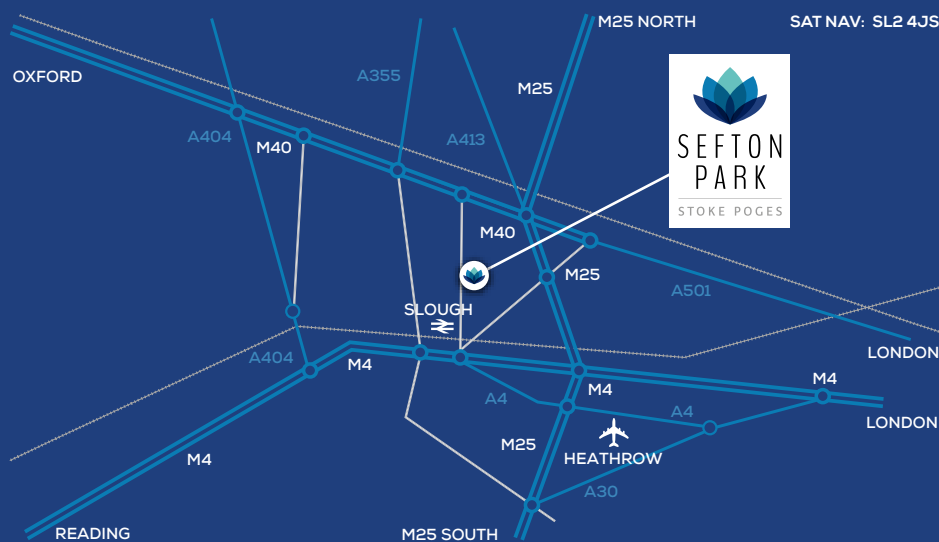 M25 NORTH
SAT NAV: SL2 4JS
OXFORD
A355
M25
A404
M40
A413
SEFTON
PARK
STOKE POGES
M40
M25
A501
SLOUGH
A404
M4
LONDON
M4
M4
A4
A4
LONDON
M25
HEATHROW
M4
A30
READING
M25 SOUTH